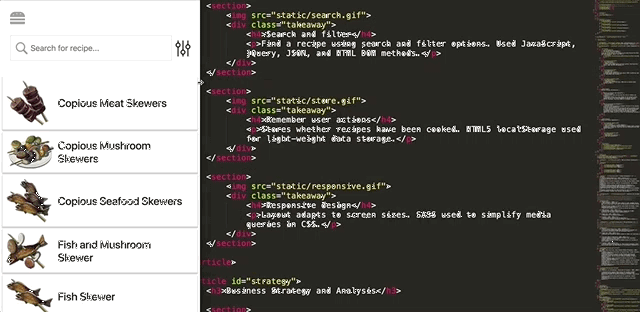 Search for recipe...
Copious Meat Skewers
Copious Mushroom
Skewers
Copious Seafood Skewers
Fish and Mushroom
Skewer
Fish Skewer
<section>
<img src="static/search.gif">
<div class="takeaway">
<h4>Search and filter</h4>
<p>Find a recipe using search and filter options. Used JavaScript,
jQuery, JSON, and HTML DOM methods.</p>
</div>
</section>
<section>
<img src="static/store.gif">
<div class="takeaway">
<h4>Remember user actions</h4>
<p>Stores whether recipes have been cooked. HTML5 localStorage used
for light-weight data storage.</p>
</div>
</section>
<section>
<img src="static/responsive.gif">
<div class="takeaway">
<h4>Responsive Design</h4>
<p>Layout adapts to screen sizes. SASS used to simplify media
queries in CSS.</p>
</div>
</section>
article>
ticle id="strategy">
<h3>Business Strategy and Analysis</h3>
<section>